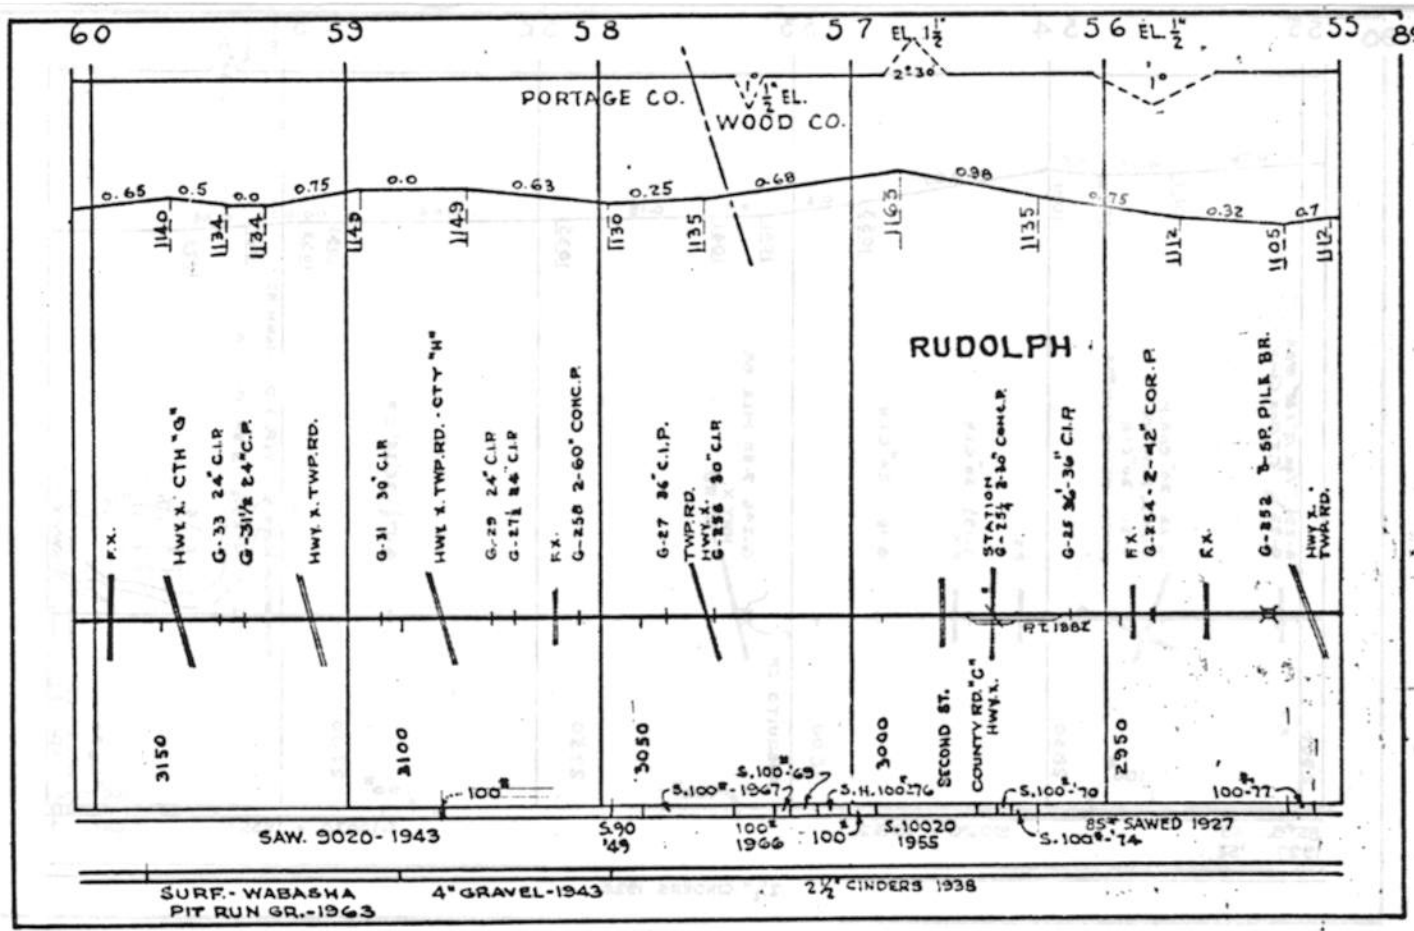 60 59 58 57 56 55
EL. 1½" EL. ½"
2°30' 1°
PORTAGE CO.
1° ½" EL.
WOOD CO.
0.65 0.5 0.0 0.75 0.0 0.63 0.25 0.68 0.98 0.75 0.32 0.7
1140 1134 1134 1149 1149 1130 1135 1163 1135 1112 1105 1112
RUDOLPH
F.X.
HWY. X. CTH "G"
G-33 24" C.I.P.
G-31½ 24" C.P.
HWY. X. TWP. RD.
G-31 30" C.I.P.
HWY. X. TWP. RD. - CTY "H"
G-29 24" C.I.P.
G-27½ 24" C.I.P.
F.X.
G-258 2-60" CONC.P.
G-27 36" C.I.P.
TWP. RD.
HWY. X.
G-256 30" C.I.P.
STATION
G-25¼ 2-30" CONC.P.
G-25 36" C.I.P.
F.X.
G-254-2-42" COR. P.
F.X.
G-252 3-SP. PILE BR.
HWY X.
TWP. RD.
P.T. 1882
3150 3100 3050 3000 2950
SECOND ST.
COUNTY RD. "C"
HWY. X.
S.100#-'69
100# S.100#-1967 S.H.100#-'76 S.100#-'70 100-77
SAW. 9020-1943 S.90 '49 100# 1966 100# S.10020 1955 85# SAWED 1927
S.100#-'74
SURF.- WABASHA 4" GRAVEL-1943 2½" CINDERS 1938
PIT RUN GR.-1963